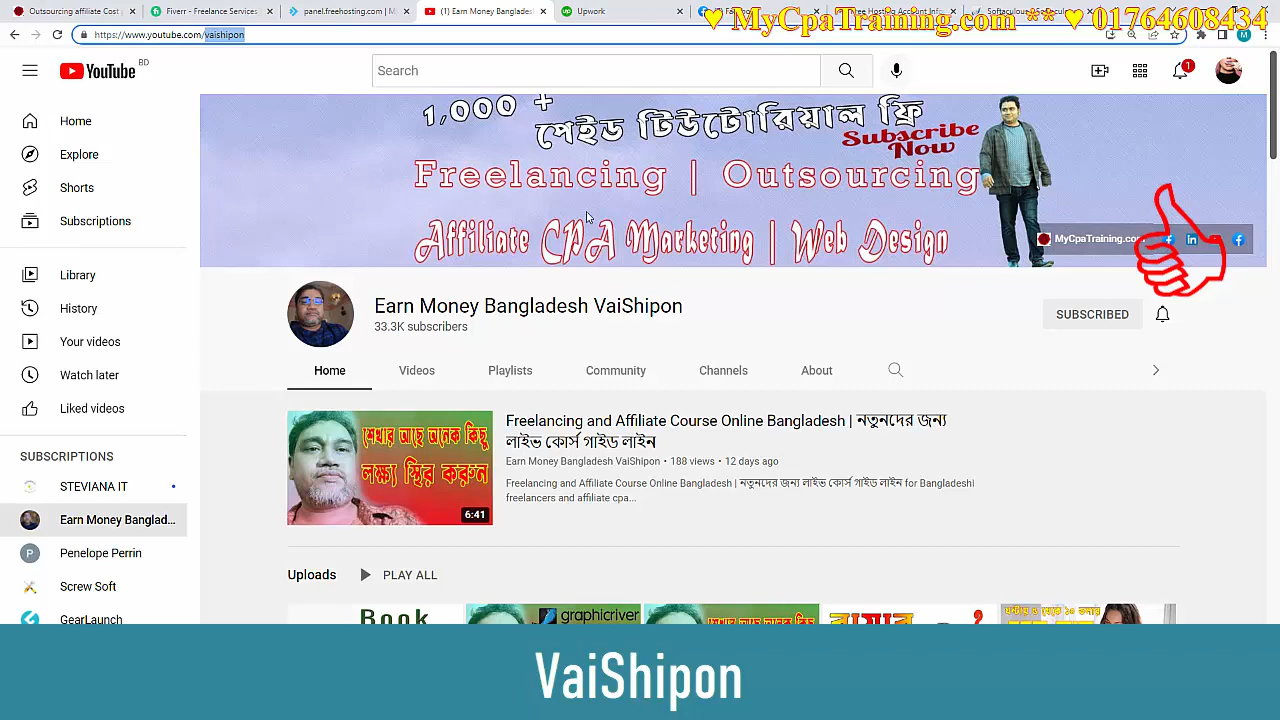 Outsourcing affiliate Cost
Fiverr - Freelance Services
panel.freehosting.com | M
(1) Earn Money Bangladesh
Upwork
♥ MyCpaTraining.com ** ♥ 01764608434
https://www.youtube.com/vaishipon
YouTube BD
Search
1
Home
Explore
Shorts
Subscriptions
Library
History
Your videos
Watch later
Liked videos
SUBSCRIPTIONS
STEVIANA IT
Earn Money Banglad...
Penelope Perrin
Screw Soft
GearLaunch
1,000 +
পেইড টিউটোরিয়াল ফ্রি
Subscribe
Now
Freelancing | Outsourcing
Affiliate CPA Marketing | Web Design
MyCpaTraining.com
Earn Money Bangladesh VaiShipon
33.3K subscribers
SUBSCRIBED
Home Videos Playlists Community Channels About
শেখার আছে অনেক কিছু
লক্ষ্য স্থির করুন
6:41
Freelancing and Affiliate Course Online Bangladesh | নতুনদের জন্য
লাইভ কোর্স গাইড লাইন
Earn Money Bangladesh VaiShipon • 188 views • 12 days ago
Freelancing and Affiliate Course Online Bangladesh | নতুনদের জন্য লাইভ কোর্স গাইড লাইন for Bangladeshi
freelancers and affiliate cpa...
Uploads PLAY ALL
Book
graphicriver
VaiShipon